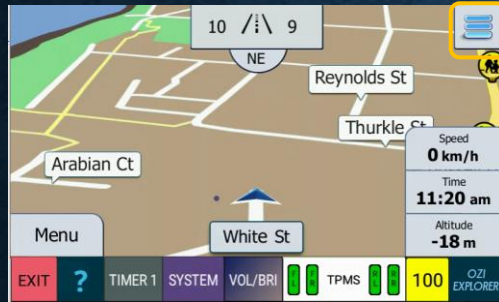 10 9
NE
Reynolds St
Thurkle St
Speed
0 km/h
Arabian Ct
Time
11:20 am
Altitude
-18 m
Menu
White St
EXIT ? TIMER 1 SYSTEM VOL/BRI F L F R TPMS R L R R 100 OZI EXPLORER